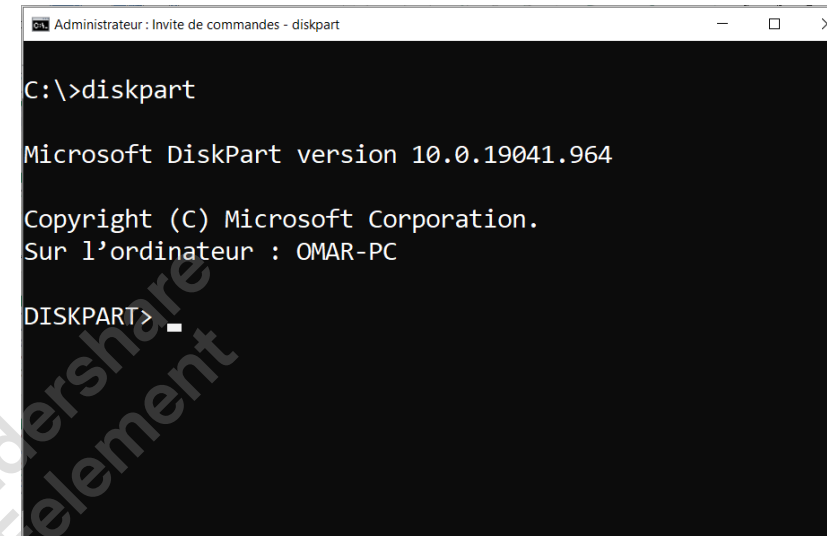 Administrateur : Invite de commandes - diskpart
C:\>diskpart
Microsoft DiskPart version 10.0.19041.964
Copyright (C) Microsoft Corporation.
Sur l’ordinateur : OMAR-PC
DISKPART>